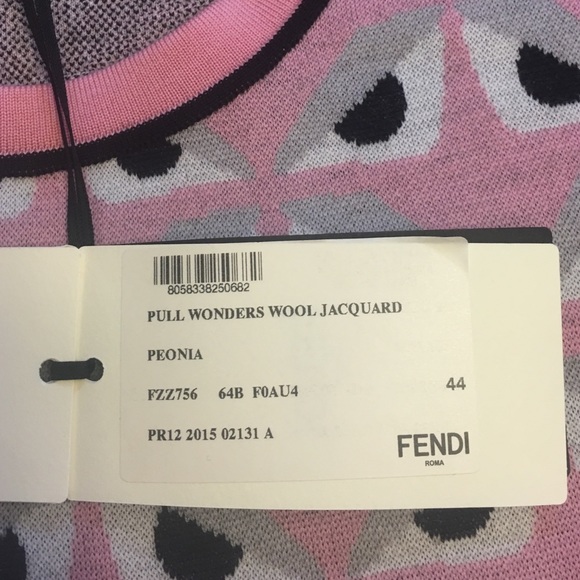 8058338250682
PULL WONDERS WOOL JACQUARD
PEONIA
FZZ756 64B F0AU4 44
PR12 2015 02131 A
FENDI
ROMA